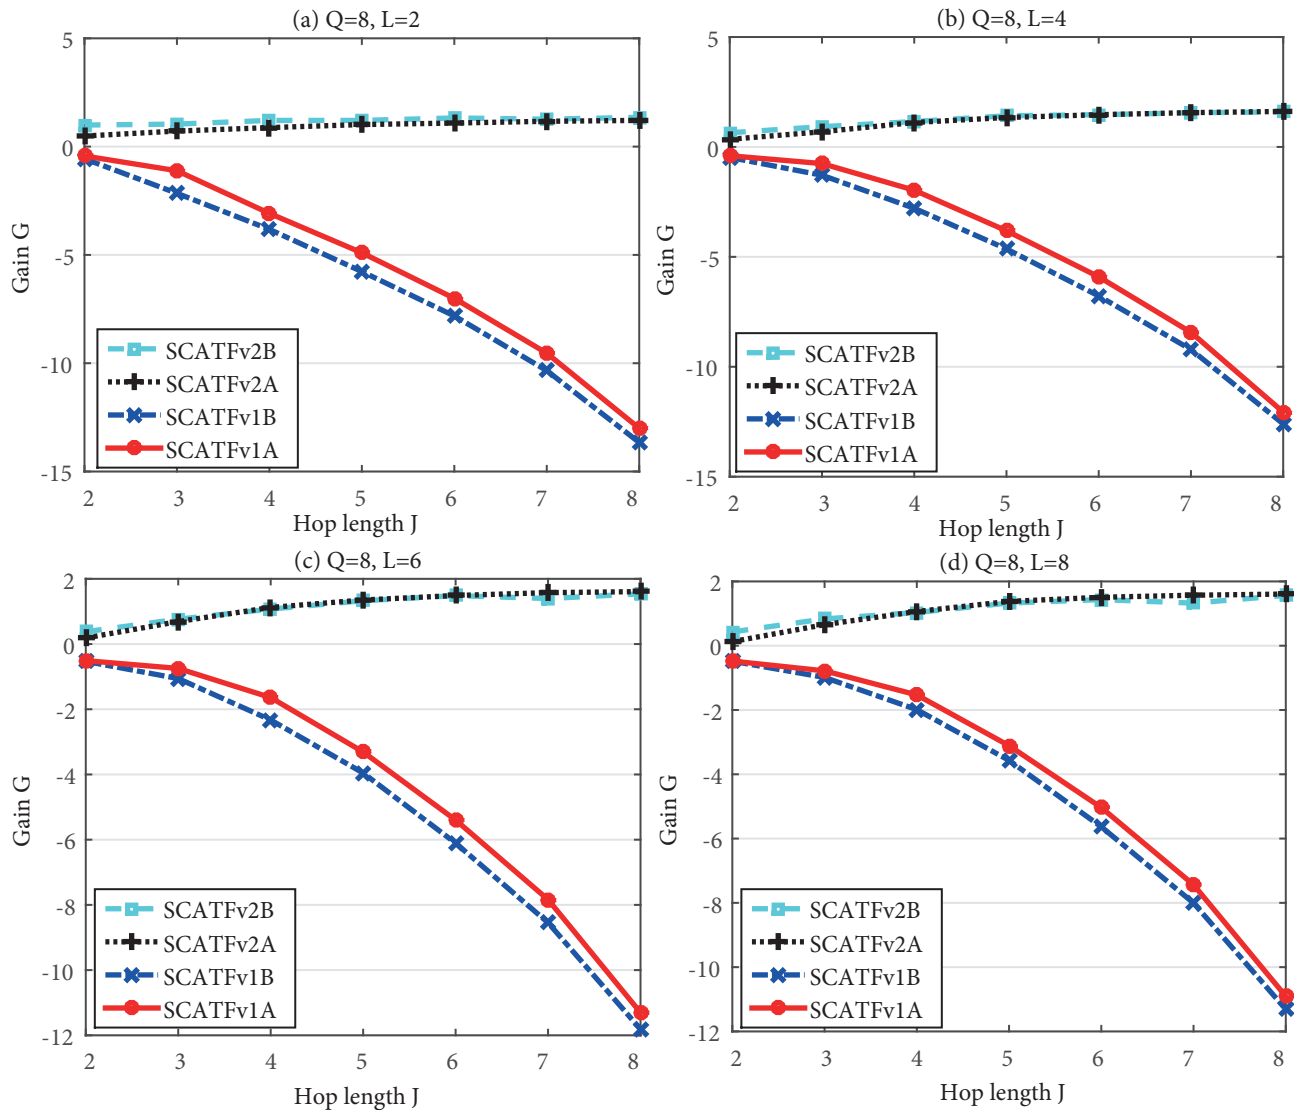 (a) Q=8, L=2
5
0
-5
-10
-15
Gain G
SCATFv2B
SCATFv2A
SCATFv1B
SCATFv1A
2 3 4 5 6 7 8
Hop length J
(b) Q=8, L=4
5
0
-5
-10
-15
Gain G
SCATFv2B
SCATFv2A
SCATFv1B
SCATFv1A
2 3 4 5 6 7 8
Hop length J
(c) Q=8, L=6
2
0
-2
-4
-6
-8
-10
-12
Gain G
SCATFv2B
SCATFv2A
SCATFv1B
SCATFv1A
2 3 4 5 6 7 8
Hop length J
(d) Q=8, L=8
2
0
-2
-4
-6
-8
-10
-12
Gain G
SCATFv2B
SCATFv2A
SCATFv1B
SCATFv1A
2 3 4 5 6 7 8
Hop length J